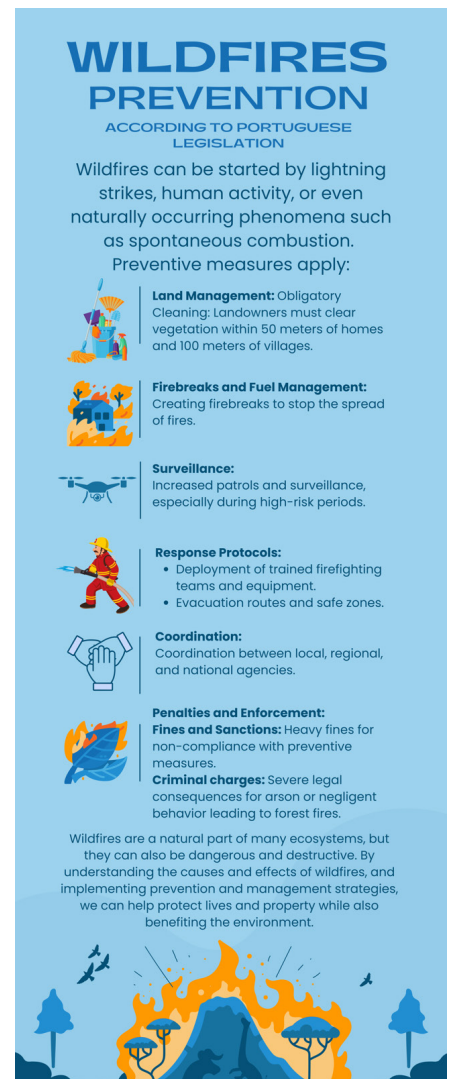 WILDFIRES
PREVENTION
ACCORDING TO PORTUGUESE
LEGISLATION
Wildfires can be started by lightning
strikes, human activity, or even
naturally occurring phenomena such
as spontaneous combustion.
Preventive measures apply:
Land Management: Obligatory
Cleaning: Landowners must clear
vegetation within 50 meters of homes
and 100 meters of villages.
Firebreaks and Fuel Management:
Creating firebreaks to stop the spread
of fires.
Surveillance:
Increased patrols and surveillance,
especially during high-risk periods.
Response Protocols:
• Deployment of trained firefighting
teams and equipment.
• Evacuation routes and safe zones.
Coordination:
Coordination between local, regional,
and national agencies.
Penalties and Enforcement:
Fines and Sanctions: Heavy fines for
non-compliance with preventive
measures.
Criminal charges: Severe legal
consequences for arson or negligent
behavior leading to forest fires.
Wildfires are a natural part of many ecosystems, but
they can also be dangerous and destructive. By
understanding the causes and effects of wildfires, and
implementing prevention and management strategies,
we can help protect lives and property while also
benefiting the environment.